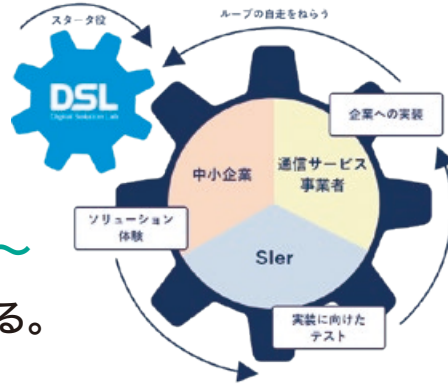 スタータ役
ループの自走をねらう
DSL
Digital Solution Lab
企業への実装
中小企業
通信サービス
事業者
ソリューション
体験
SIer
実装に向けた
テスト
〜
る。